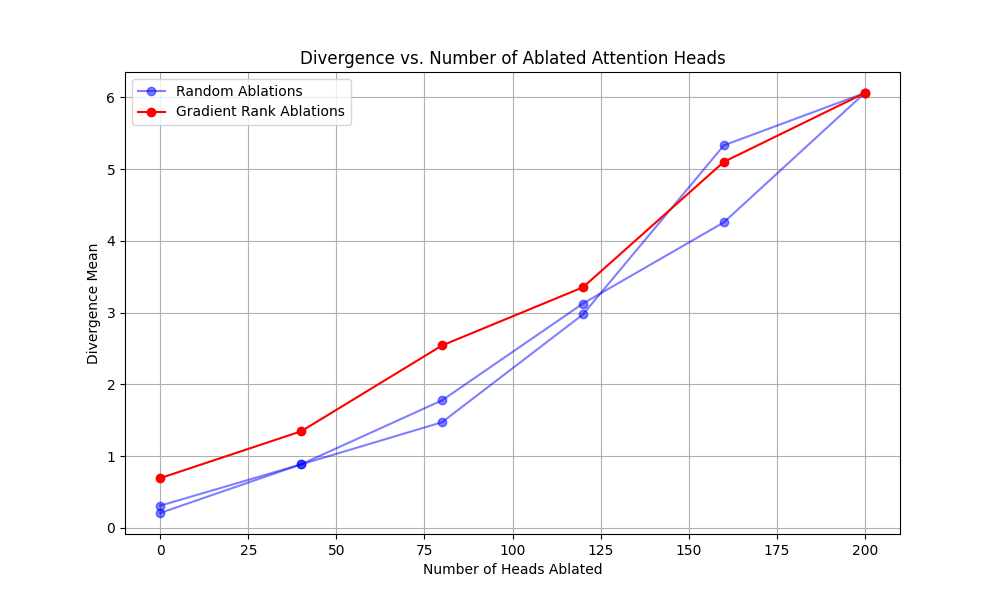 Divergence vs. Number of Ablated Attention Heads
Random Ablations
Gradient Rank Ablations
6
5
4
3
2
1
0
Divergence Mean
0 25 50 75 100 125 150 175 200
Number of Heads Ablated